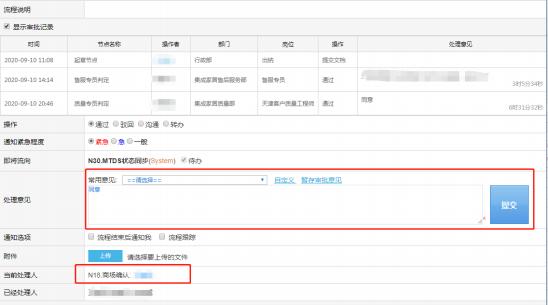 流程说明
显示审批记录
时间 节点名称 操作者 部门 岗位 操作 处理意见
2020-09-10 11:08 起草节点 行政部 出纳 提交文档
2020-09-10 14:14 售服专员判定 集成家居售后服务部 售服专员 通过
3时5分34秒
2020-09-10 20:46 质量专员判定 集成家居质量部 天津客户质量工程师 通过 同意
6时31分32秒
操作 通过 驳回 沟通 转办
通知紧急程度 紧急 急 一般
即将流向 N30.MTDS状态同步(System) 待办
处理意见 常用意见: ==请选择== 自定义 暂存审批意见
同意
提交
通知选项 流程结束后通知我 流程跟踪
附件 上传 请选择要上传的文件
当前处理人 N18.商场确认:
已经处理人